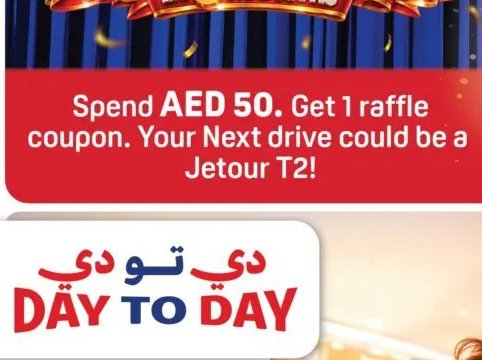 Spend AED 50. Get 1 raffle
coupon. Your Next drive could be a
Jetour T2!
دي تو دي
DAY TO DAY